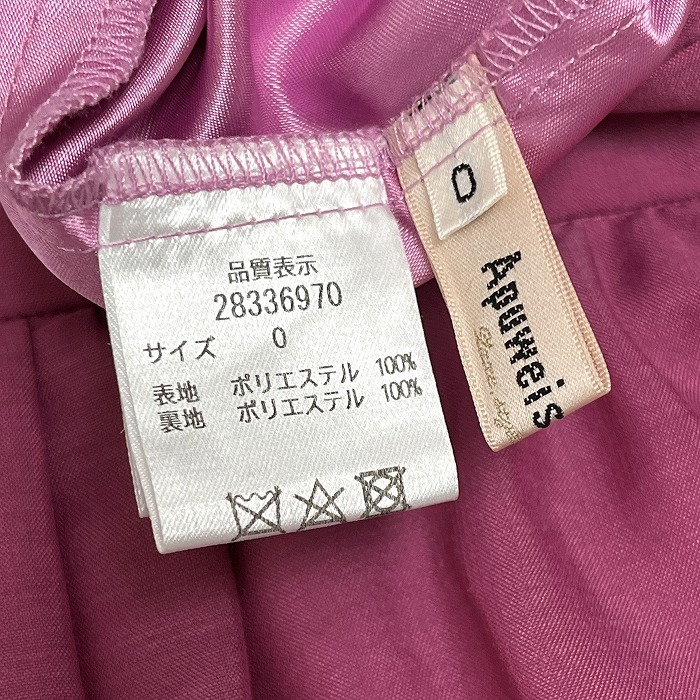 品質表示
28336970
サイズ 0
表地 ポリエステル 100%
裏地 ポリエステル 100%
0
Apuweis